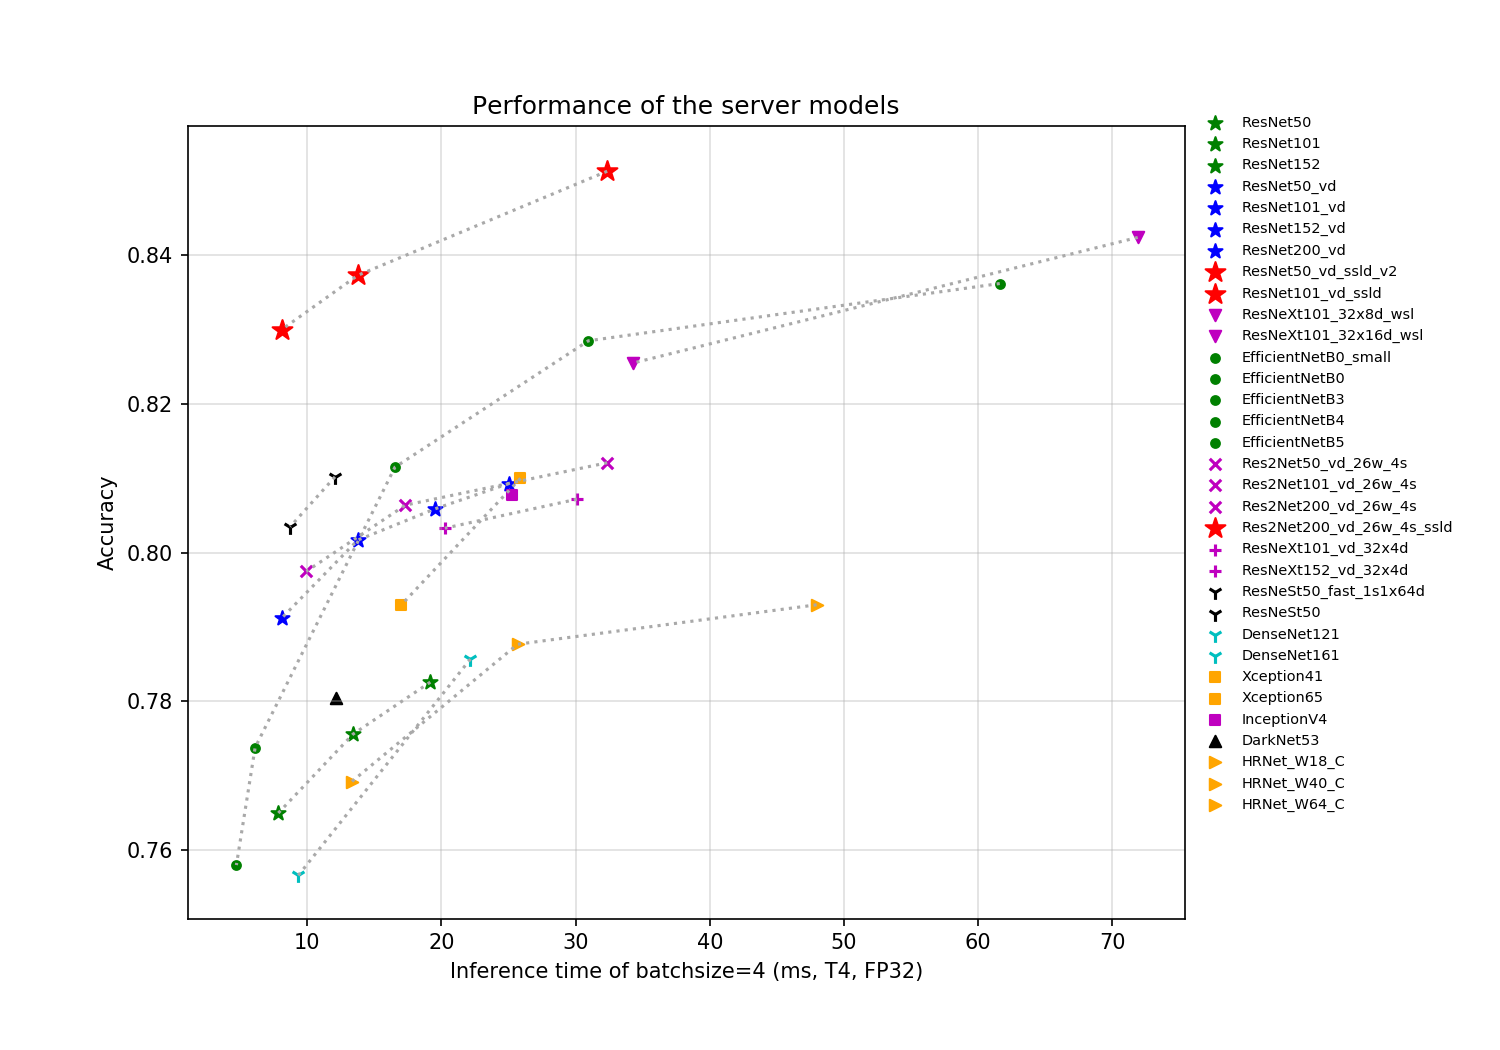 Performance of the server models
0.84
0.82
0.80
0.78
0.76
Accuracy
10 20 30 40 50 60 70
Inference time of batchsize=4 (ms, T4, FP32)
ResNet50
ResNet101
ResNet152
ResNet50_vd
ResNet101_vd
ResNet152_vd
ResNet200_vd
ResNet50_vd_ssld_v2
ResNet101_vd_ssld
ResNeXt101_32x8d_wsl
ResNeXt101_32x16d_wsl
EfficientNetB0_small
EfficientNetB0
EfficientNetB3
EfficientNetB4
EfficientNetB5
Res2Net50_vd_26w_4s
Res2Net101_vd_26w_4s
Res2Net200_vd_26w_4s
Res2Net200_vd_26w_4s_ssld
ResNeXt101_vd_32x4d
ResNeXt152_vd_32x4d
ResNeSt50_fast_1s1x64d
ResNeSt50
DenseNet121
DenseNet161
Xception41
Xception65
InceptionV4
DarkNet53
HRNet_W18_C
HRNet_W40_C
HRNet_W64_C